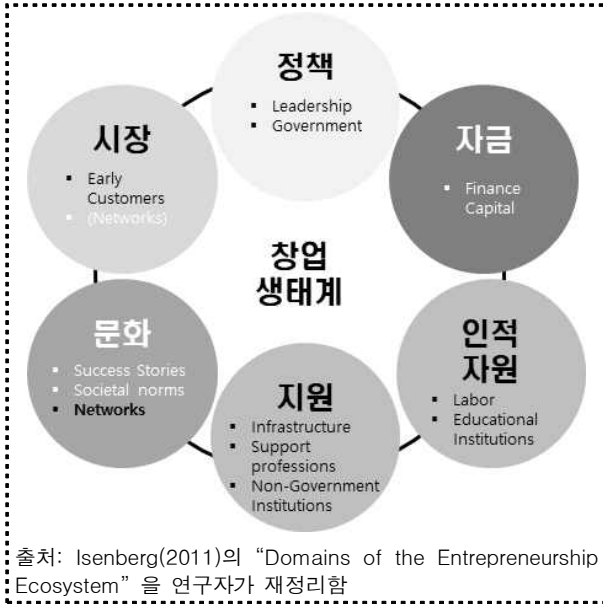 정책
▪ Leadership
▪ Government
시장
▪ Early
Customers
▪ (Networks)
자금
▪ Finance
Capital
창업
생태계
문화
▪ Success Stories
▪ Societal norms
▪ Networks
인적
자원
▪ Labor
▪ Educational
Institutions
지원
▪ Infrastructure
▪ Support
professions
▪ Non-Government
Institutions
출처: Isenberg(2011)의 “Domains of the Entrepreneurship
Ecosystem”을 연구자가 재정리함